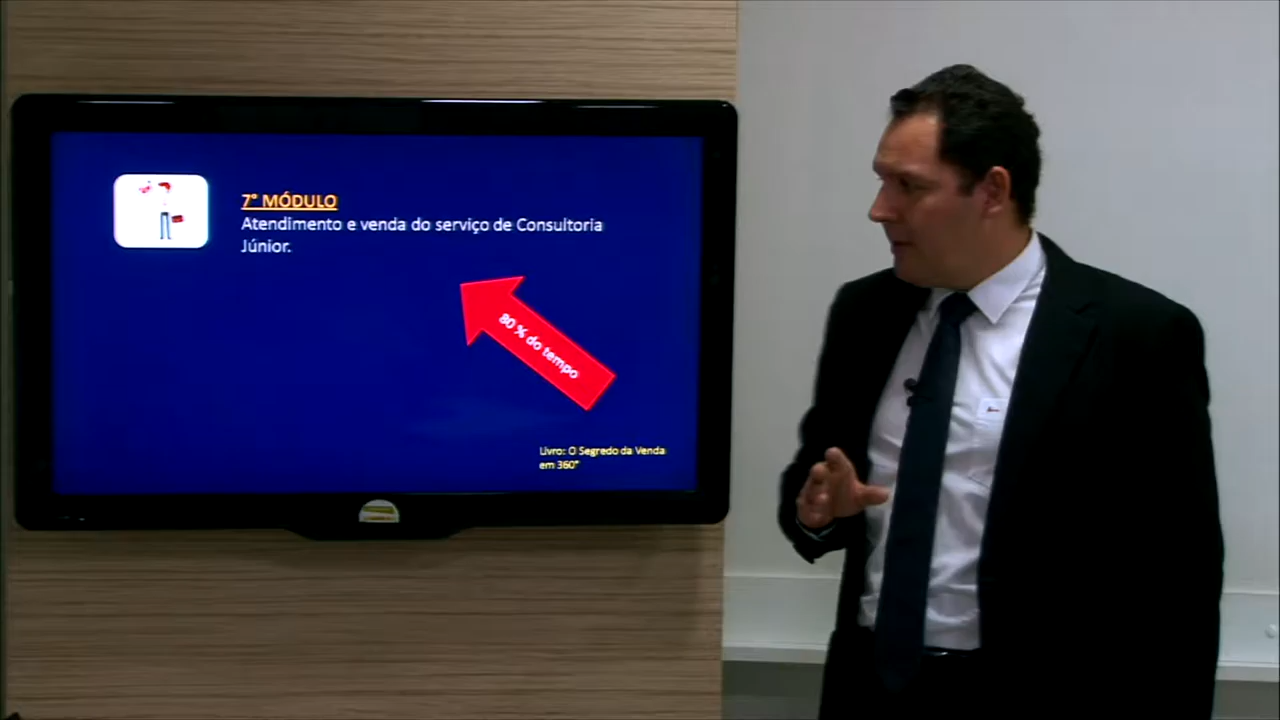 7° MÓDULO
Atendimento e venda do serviço de Consultoria
Júnior.
80 % do tempo
Livro: O Segredo da Venda
em 360°